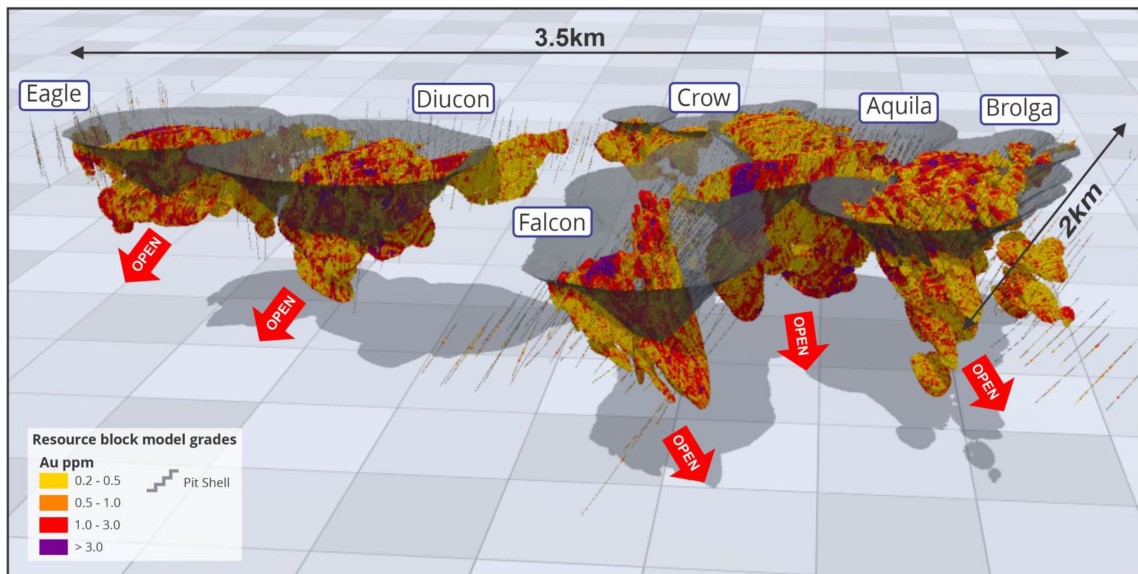 3.5km
Eagle
Diucon
Crow
Aquila
Brolga
2km
Falcon
OPEN
OPEN
OPEN
OPEN
OPEN
Resource block model grades
Au ppm
0.2 - 0.5
Pit Shell
0.5 - 1.0
1.0 - 3.0
> 3.0